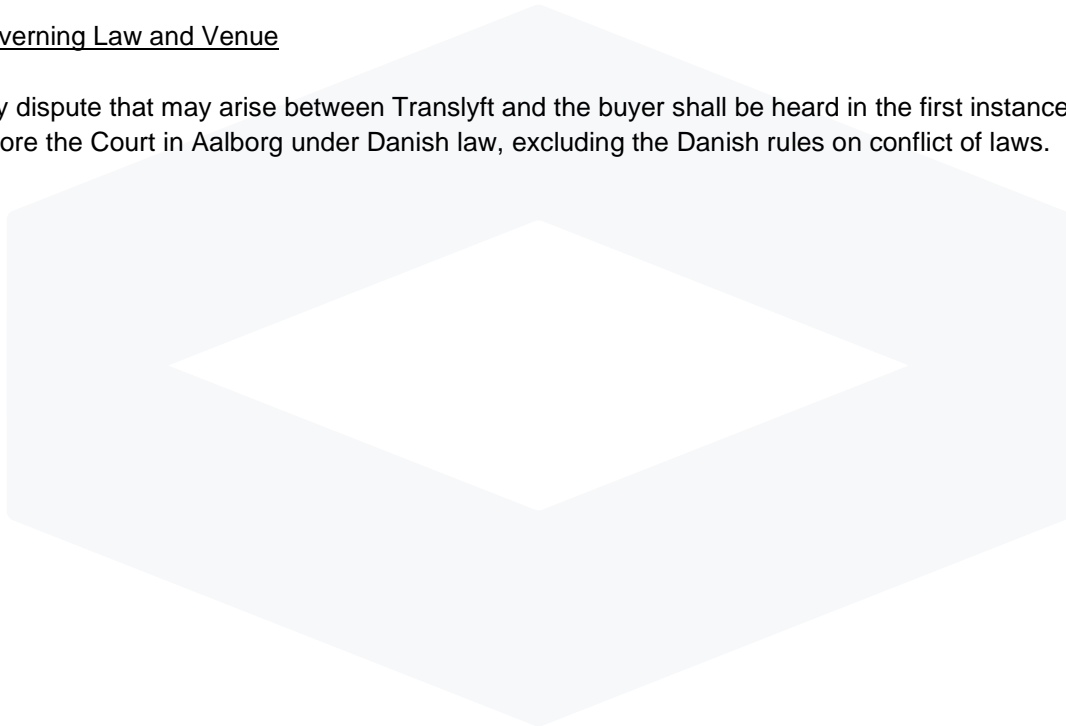 verning Law and Venue
y dispute that may arise between Translyft and the buyer shall be heard in the first instance
ore the Court in Aalborg under Danish law, excluding the Danish rules on conflict of laws.